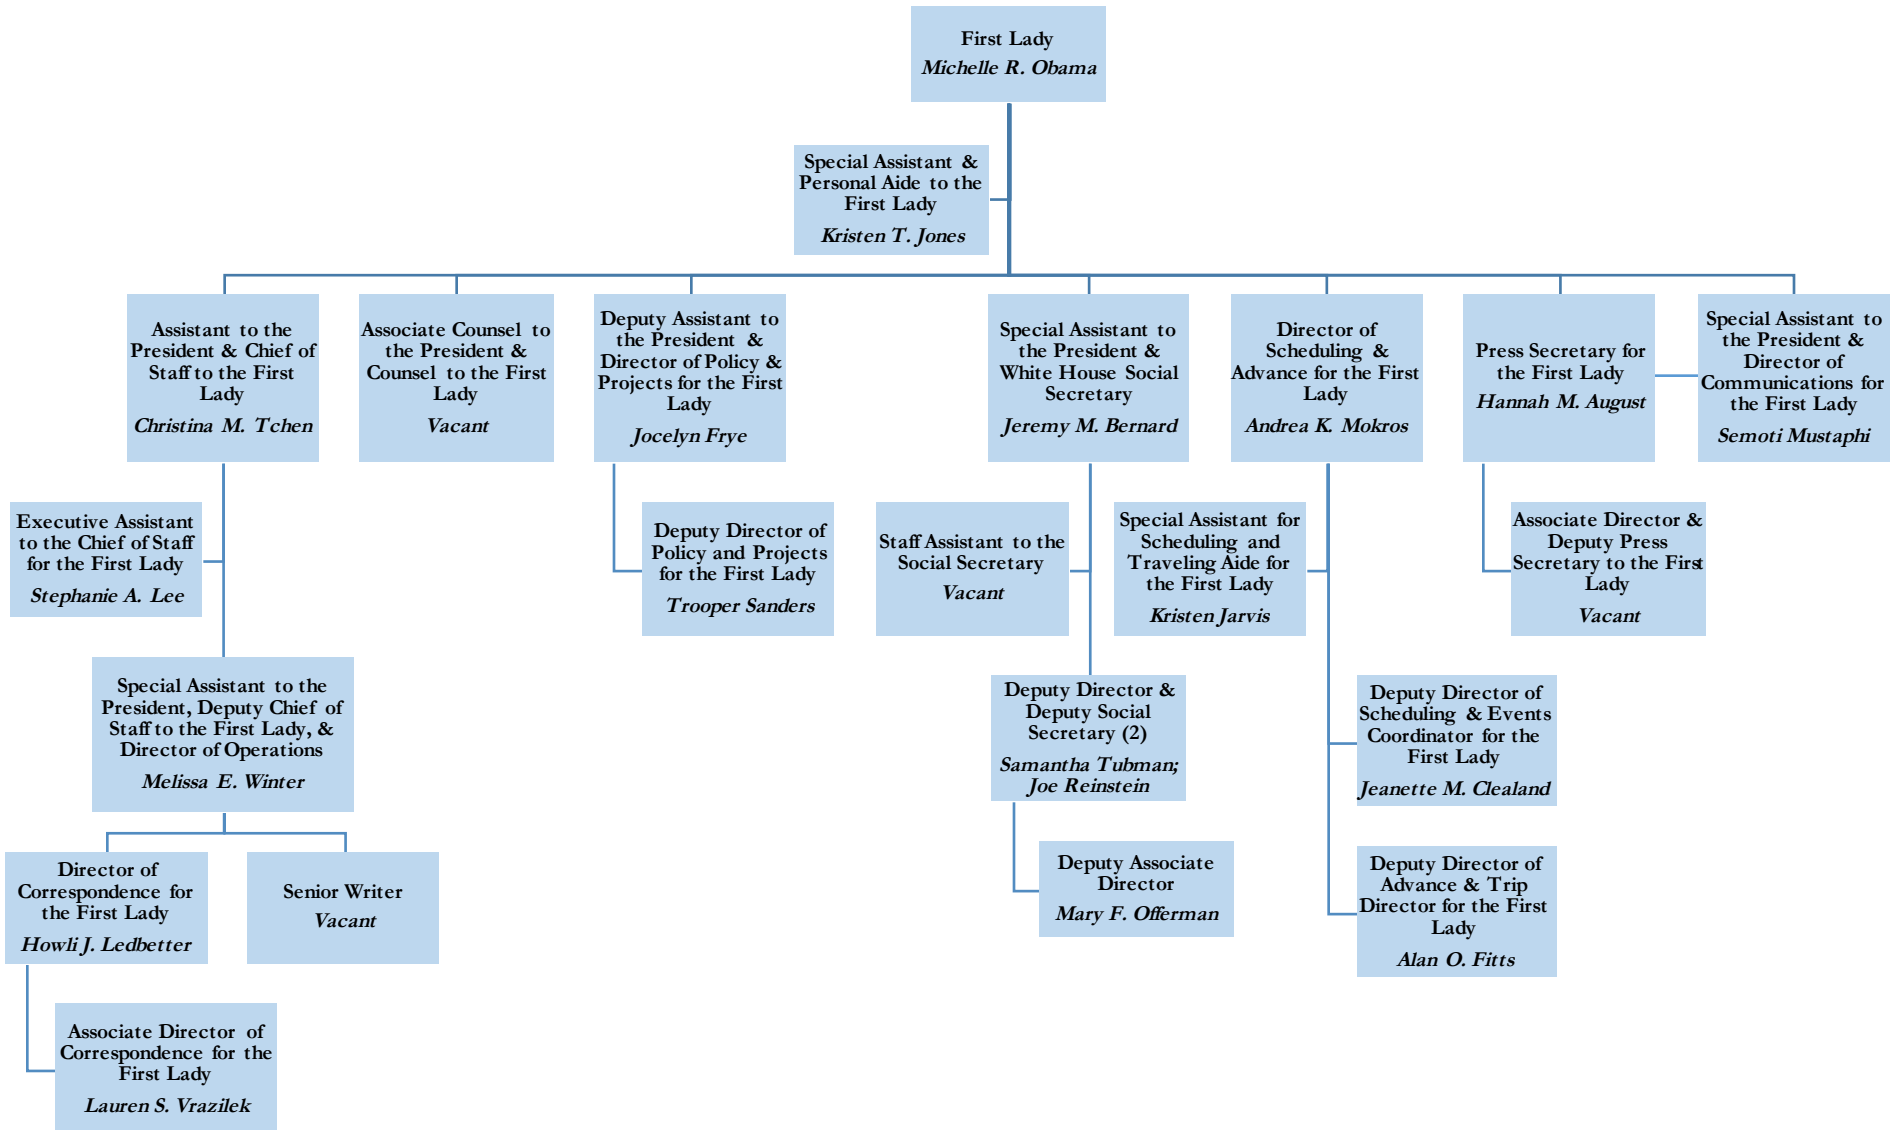 First Lady
Michelle R. Obama
Special Assistant &
Personal Aide to the
First Lady
Kristen T. Jones
Assistant to the
President & Chief of
Staff to the First
Lady
Christina M. Tchen
Associate Counsel to
the President &
Counsel to the First
Lady
Vacant
Deputy Assistant to
the President &
Director of Policy &
Projects for the First
Lady
Jocelyn Frye
Special Assistant to
the President &
White House Social
Secretary
Jeremy M. Bernard
Director of
Scheduling &
Advance for the First
Lady
Andrea K. Mokros
Press Secretary for
the First Lady
Hannah M. August
Special Assistant to
the President &
Director of
Communications for
the First Lady
Semoti Mustaphi
Executive Assistant
to the Chief of Staff
for the First Lady
Stephanie A. Lee
Deputy Director of
Policy and Projects
for the First Lady
Trooper Sanders
Staff Assistant to the
Social Secretary
Vacant
Special Assistant for
Scheduling and
Traveling Aide for
the First Lady
Kristen Jarvis
Associate Director &
Deputy Press
Secretary to the First
Lady
Vacant
Special Assistant to the
President, Deputy Chief of
Staff to the First Lady, &
Director of Operations
Melissa E. Winter
Deputy Director &
Deputy Social
Secretary (2)
Samantha Tubman;
Joe Reinstein
Deputy Director of
Scheduling & Events
Coordinator for the
First Lady
Jeanette M. Clealand
Director of
Correspondence for
the First Lady
Howli J. Ledbetter
Senior Writer
Vacant
Deputy Associate
Director
Mary F. Offerman
Deputy Director of
Advance & Trip
Director for the First
Lady
Alan O. Fitts
Associate Director of
Correspondence for the
First Lady
Lauren S. Vrazilek